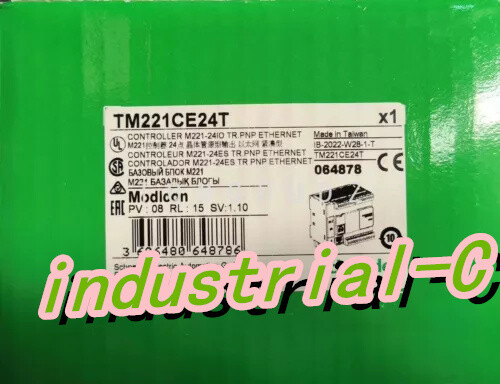 TM221CE24T x1
CONTROLLER M221-24IO TR.PNP ETHERNET
M221控制器 24点 晶体管源型输出 以太网 紧凑型
CONTROLEUR M221-24ES TR.PNP ETHERNET
CONTROLADOR M221-24ES TR.PNP ETHERNET
БАЗОВЫЙ БЛОК M221
M221 БАЗАЛЫҚ БЛОГЫ
Made in Taiwan
IB-2022-W28-1-T
TM221CE24T
064878
Modicon
PV : 08 RL : 15 SV:1.10
10
industrial-C